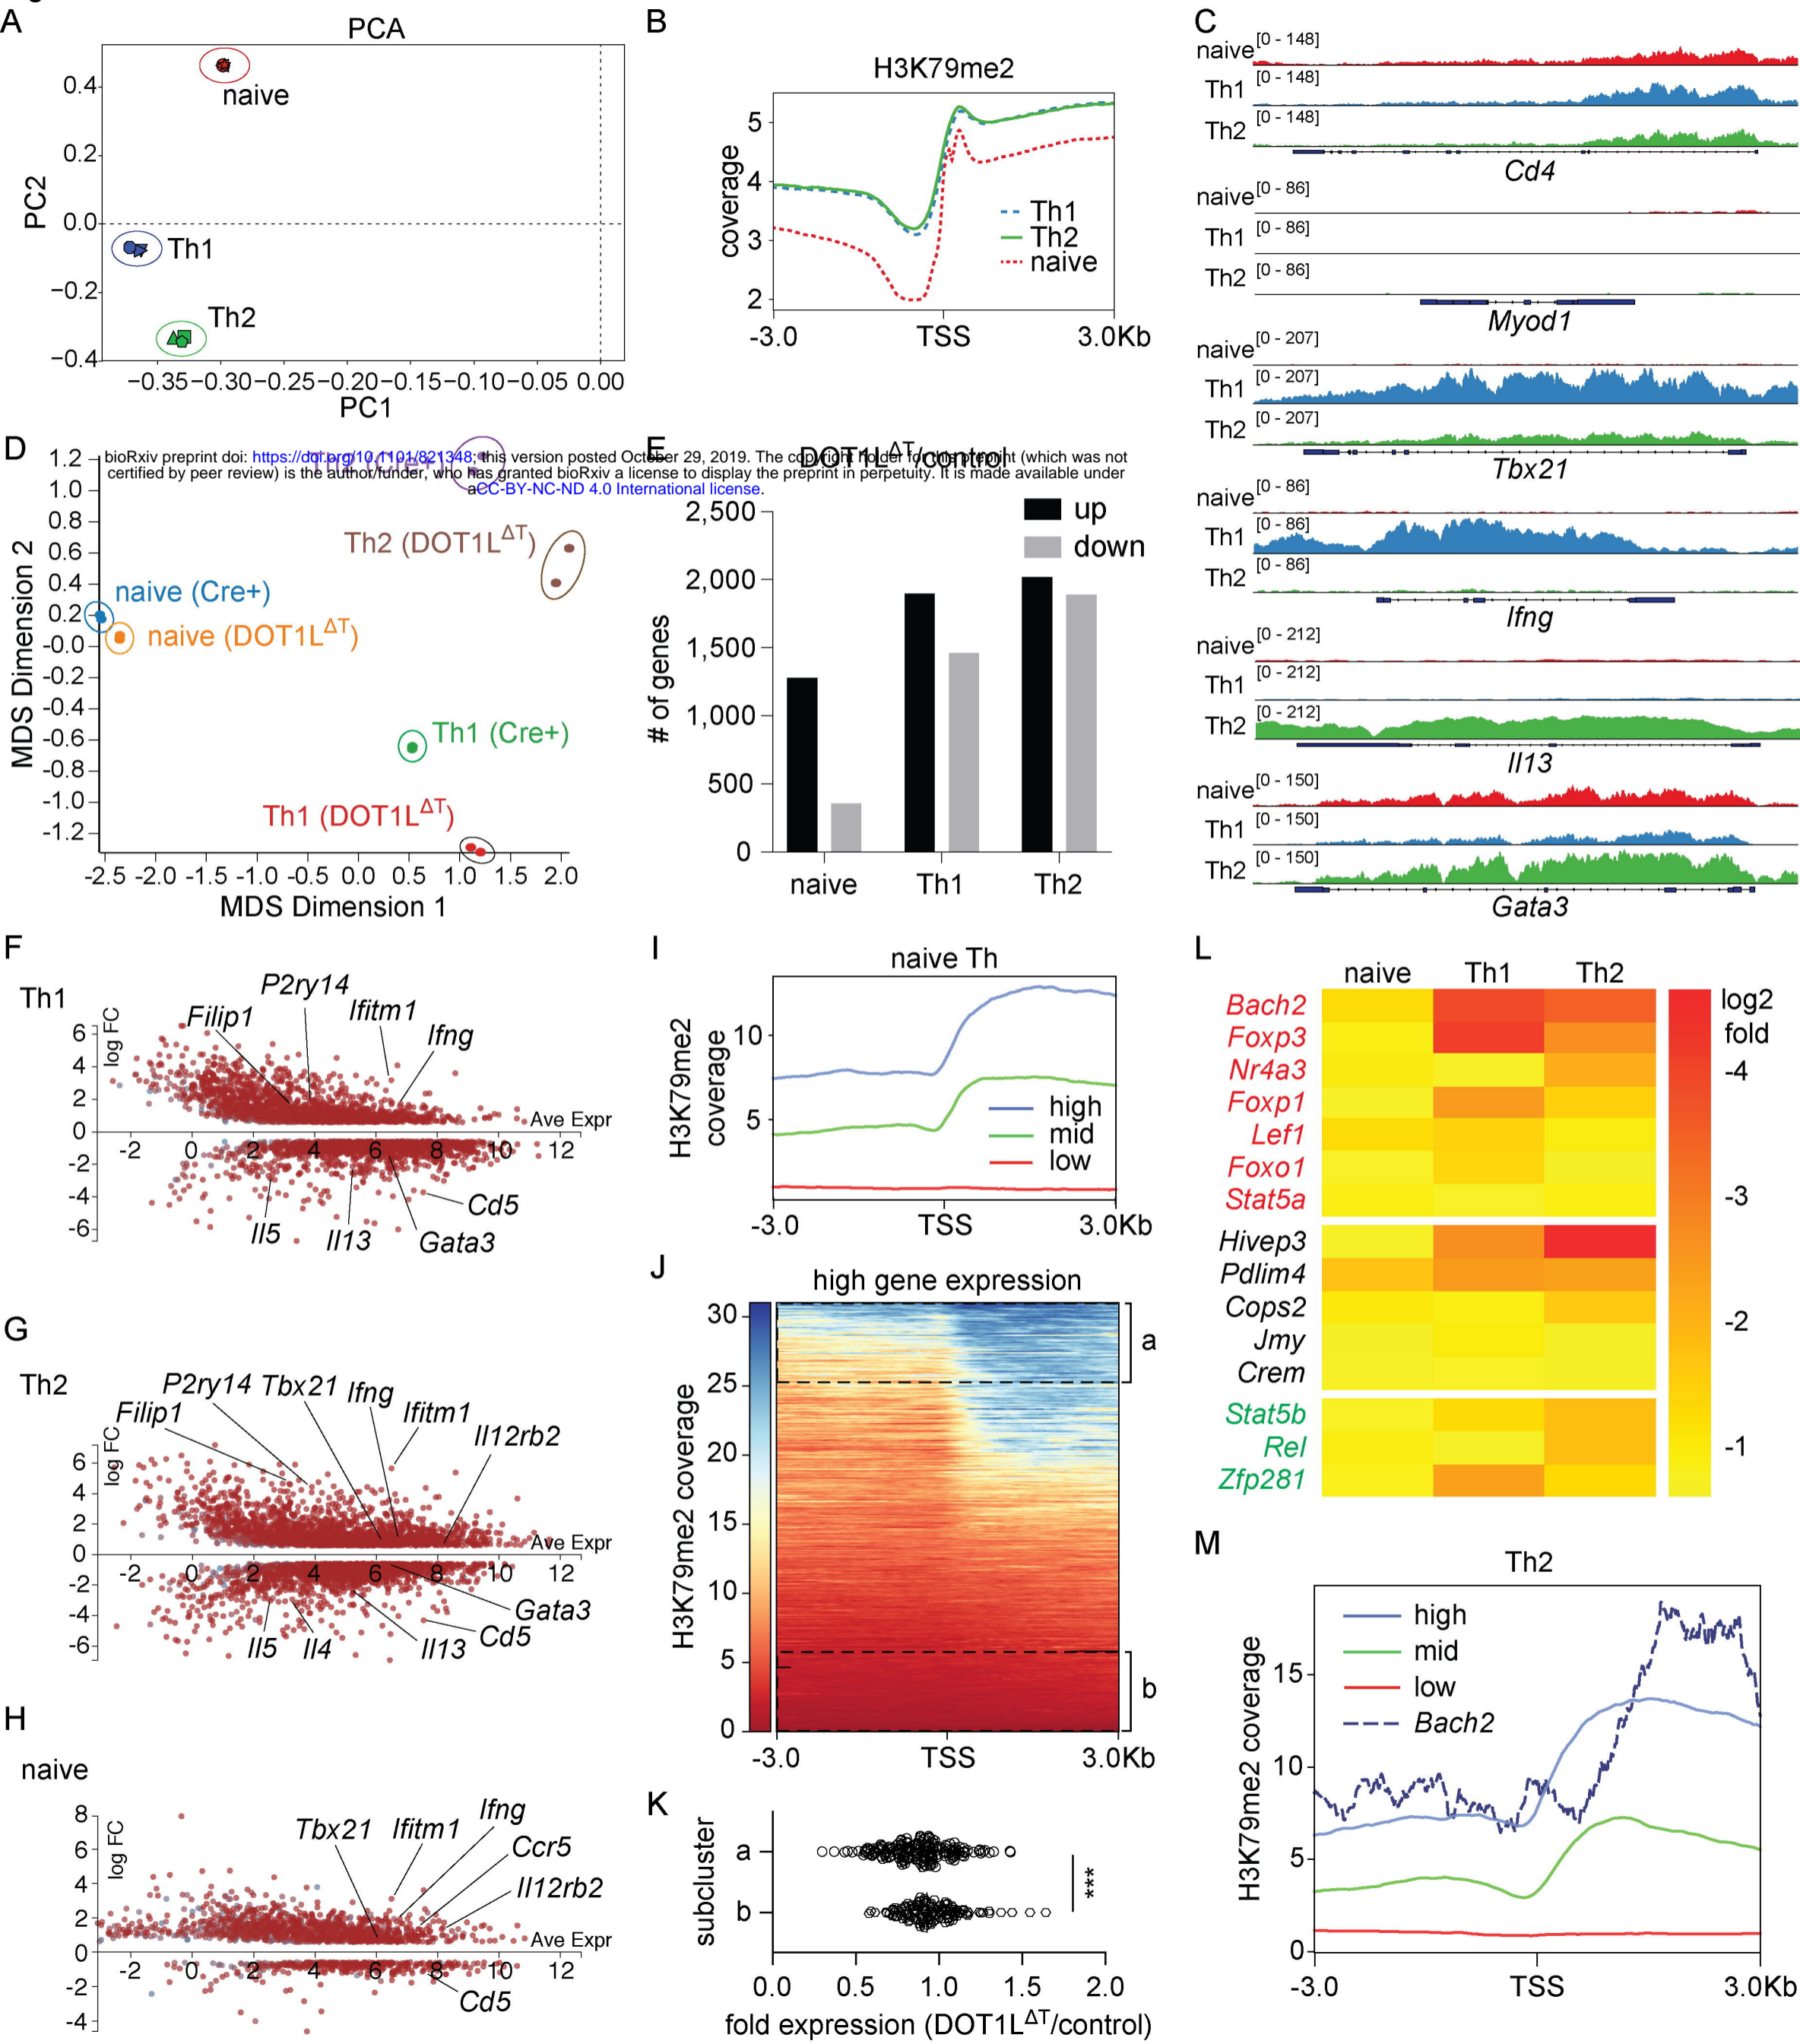 A
PCA
PC2
0.4
0.2
0.0
−0.2
−0.4
naive
Th1
Th2
−0.35 −0.30 −0.25 −0.20 −0.15 −0.10 −0.05 0.00
PC1
B
H3K79me2
coverage
5
4
3
2
Th1
Th2
naive
-3.0 TSS 3.0Kb
C
naive [0 - 148]
Th1 [0 - 148]
Th2 [0 - 148]
Cd4
naive [0 - 86]
Th1 [0 - 86]
Th2 [0 - 86]
Myod1
naive [0 - 207]
Th1 [0 - 207]
Th2 [0 - 207]
Tbx21
naive [0 - 86]
Th1 [0 - 86]
Th2 [0 - 86]
Ifng
naive [0 - 212]
Th1 [0 - 212]
Th2 [0 - 212]
Il13
naive [0 - 150]
Th1 [0 - 150]
Th2 [0 - 150]
Gata3
bioRxiv preprint doi: https://doi.org/10.1101/821348; this version posted October 29, 2019. The copyright holder for this preprint (which was not
certified by peer review) is the author/funder, who has granted bioRxiv a license to display the preprint in perpetuity. It is made available under
aCC-BY-NC-ND 4.0 International license.
D
MDS Dimension 2
1.2
1.0
0.8
0.6
0.4
0.2
-0.0
-0.2
-0.4
-0.6
-0.8
-1.0
-1.2
Th2 (Cre+)
Th2 (DOT1LΔT)
naive (Cre+)
naive (DOT1LΔT)
Th1 (Cre+)
Th1 (DOT1LΔT)
-2.5 -2.0 -1.5 -1.0 -0.5 0.0 0.5 1.0 1.5 2.0
MDS Dimension 1
E
DOT1LΔT/control
# of genes
2,500
2,000
1,500
1,000
500
0
up
down
naive Th1 Th2
F
Th1
log FC
6
4
2
0
-2
-4
-6
Filip1
P2ry14
Ifitm1
Ifng
Ave Expr
-2 0 2 4 6 8 10 12
Il5
Il13
Gata3
Cd5
G
Th2
log FC
6
4
2
0
-2
-4
-6
Filip1
P2ry14
Tbx21
Ifng
Ifitm1
Il12rb2
Ave Expr
-2 0 2 4 6 8 10 12
Il5
Il4
Il13
Cd5
Gata3
H
naive
log FC
8
6
4
2
0
-2
-4
Tbx21
Ifitm1
Ifng
Ccr5
Il12rb2
Ave Expr
-2 0 2 4 6 8 10 12
Cd5
I
naive Th
H3K79me2
coverage
10
5
high
mid
low
-3.0 TSS 3.0Kb
J
high gene expression
H3K79me2 coverage
30
25
20
15
10
5
0
a
b
-3.0 TSS 3.0Kb
K
subcluster
a
b
***
0.0 0.5 1.0 1.5 2.0
fold expression (DOT1LΔT/control)
L
naive Th1 Th2
Bach2
Foxp3
Nr4a3
Foxp1
Lef1
Foxo1
Stat5a
Hivep3
Pdlim4
Cops2
Jmy
Crem
Stat5b
Rel
Zfp281
log2
fold
-4
-3
-2
-1
M
Th2
H3K79me2 coverage
15
10
5
0
high
mid
low
Bach2
-3.0 TSS 3.0Kb